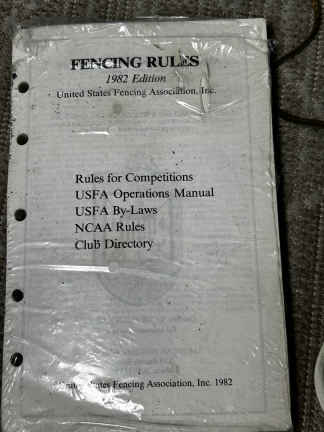 FENCING RULES
1982 Edition
United States Fencing Association, Inc.
Rules for Competitions
USFA Operations Manual
USFA By-Laws
NCAA Rules
Club Directory
United States Fencing Association, Inc. 1982